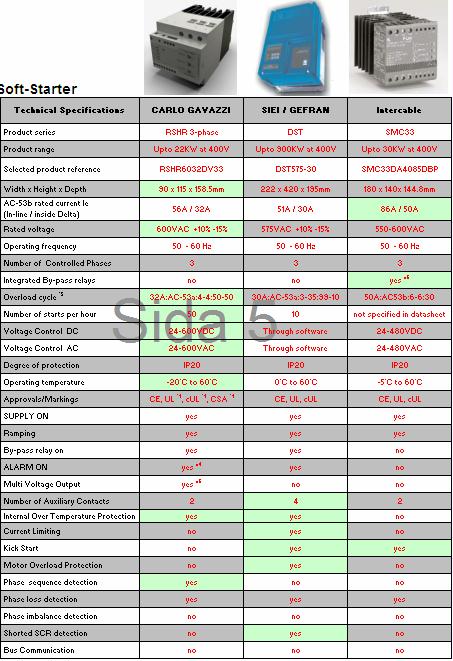 Soft-Starter
Technical Specifications CARLO GAVAZZI SIEI / GEFRAN Intercable
Product series RSHR 3-phase DST SMC33
Product range Upto 22KW at 400V Upto 900KW at 400V Upto 30KW at 400V
Selected product reference RSHR6032DV33 DST575-30 SMC33DA4085DBP
Width x Height x Depth 90 x 115 x 158.5mm 222 x 420 x 195mm 180 x 140x 144.8mm
AC-53b rated current Ie
(In-line / inside Delta) 56A / 32A 51A / 30A 86A / 50A
Rated voltage 600VAC +10% -15% 575VAC +10% -15% 550-600VAC
Operating frequency 50 - 60 Hz 50 - 60 Hz 50 - 60 Hz
Number of Controlled Phases 3 3 3
Integrated By-pass relays no no yes
Overload cycle *5 32A:AC-53a:4-4:50-50 30A:AC-53a:3-35:99-10 50A:AC53b:6-6:30
Number of starts per hour 50 10 not specified in datasheet
Voltage Control DC 24-600VDC Through software 24-480VDC
Voltage Control AC 24-600VAC Through software 24-480VAC
Degree of protection IP20 IP20 IP20
Operating temperature -20°C to 60°C 0°C to 60°C -5°C to 60°C
Approvals/Markings CE, UL *1, cUL *1, CSA *1 CE, UL, cUL CE, UL, cUL
SUPPLY ON yes yes yes
Ramping yes yes yes
By-pass relay on yes yes no
ALARM ON yes *4 yes no
Multi Voltage Output yes no no
Number of Auxiliary Contacts 2 4 2
Internal Over Temperature Protection yes yes no
Current Limiting no yes no
Kick Start no yes yes
Motor Overload Protection no yes no
Phase sequence detection yes no no
Phase loss detection yes yes yes
Phase imbalance detection no no no
Shorted SCR detection no yes no
Bus Communication no no no
Sida 5